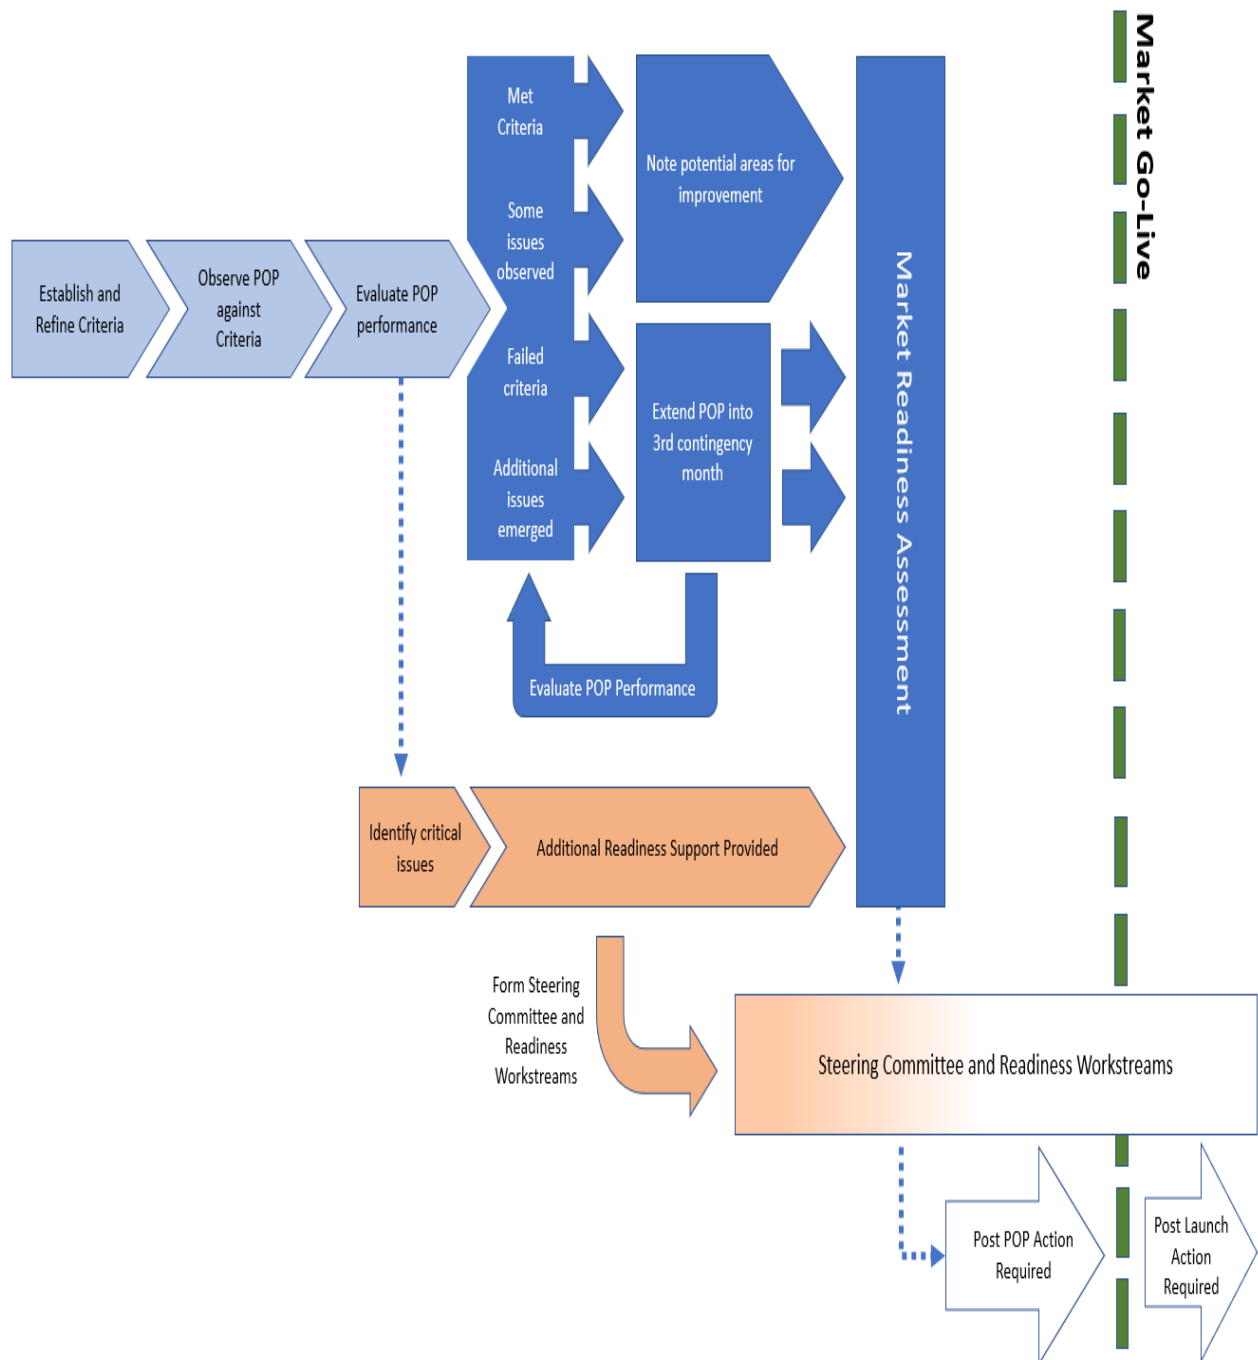 Market Go-Live
Met
Criteria
Note potential areas for
improvement
Some
issues
observed
Establish and
Refine Criteria
Observe POP
against
Criteria
Evaluate POP
performance
Failed
criteria
Additional
issues
emerged
Extend POP into
3rd contingency
month
Market Readiness Assessment
Evaluate POP Performance
Identify critical
issues
Additional Readiness Support Provided
Form Steering
Committee and
Readiness
Workstreams
Steering Committee and Readiness Workstreams
Post POP Action
Required
Post Launch
Action
Required